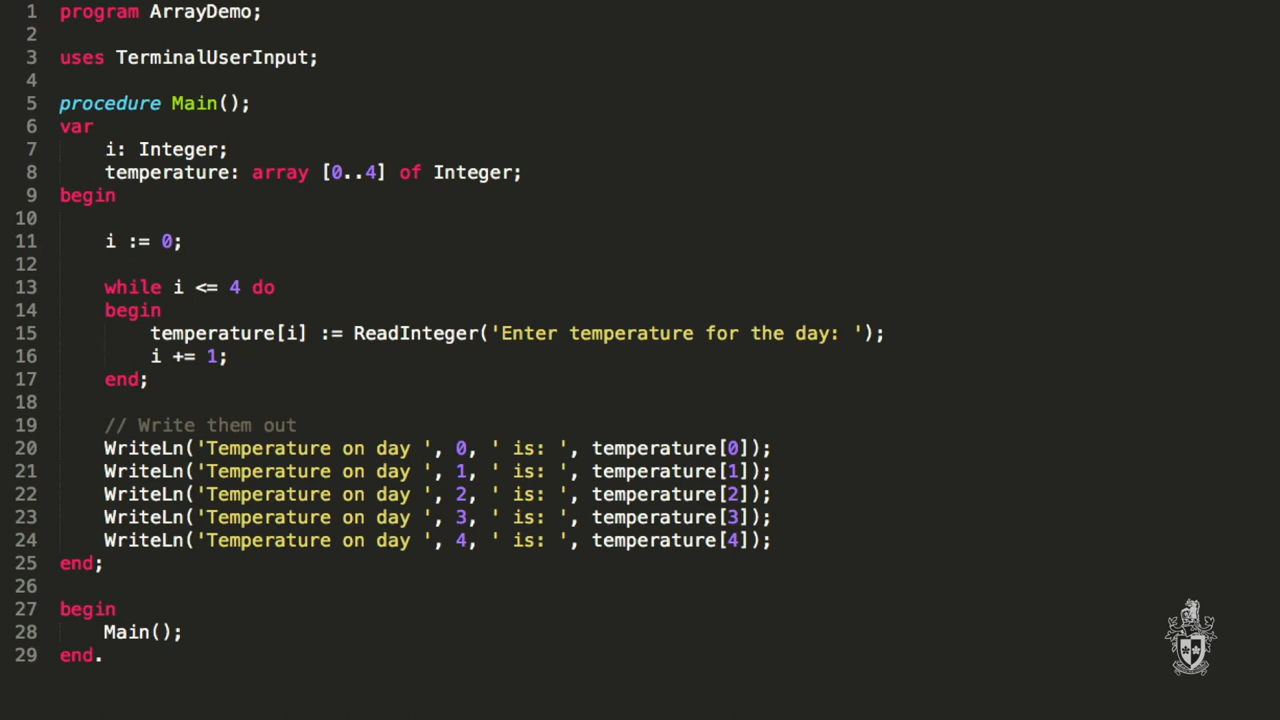 1 program ArrayDemo;
2
3 uses TerminalUserInput;
4
5 procedure Main();
6 var
7     i: Integer;
8     temperature: array [0..4] of Integer;
9 begin
10
11     i := 0;
12
13     while i <= 4 do
14     begin
15         temperature[i] := ReadInteger('Enter temperature for the day: ');
16         i += 1;
17     end;
18
19     // Write them out
20     WriteLn('Temperature on day ', 0, ' is: ', temperature[0]);
21     WriteLn('Temperature on day ', 1, ' is: ', temperature[1]);
22     WriteLn('Temperature on day ', 2, ' is: ', temperature[2]);
23     WriteLn('Temperature on day ', 3, ' is: ', temperature[3]);
24     WriteLn('Temperature on day ', 4, ' is: ', temperature[4]);
25 end;
26
27 begin
28     Main();
29 end.